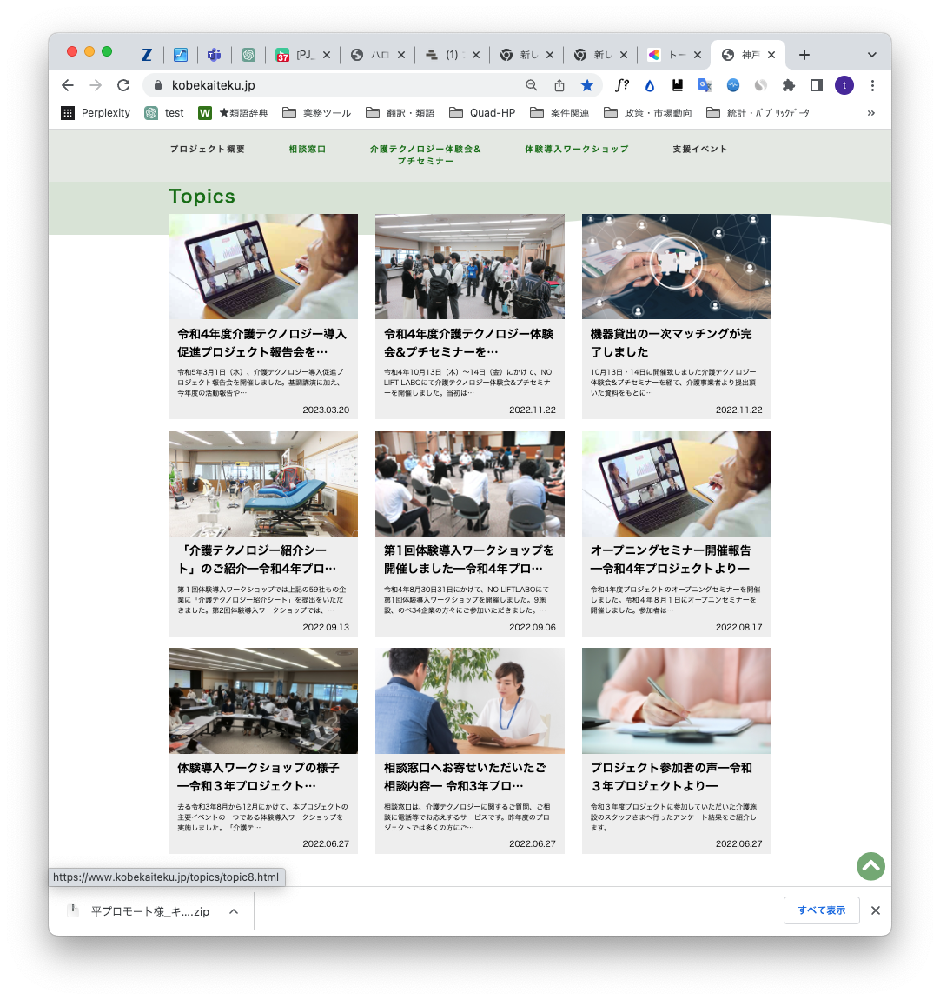 37
[PJ_
ハロ
(1)
新し
新し
トー
神戸
kobekaiteku.jp
f?
t
Perplexity
test
W
★類語辞典
業務ツール
翻訳・類語
Quad-HP
案件関連
政策・市場動向
統計・ﾊﾟﾌﾞﾘｯｸﾃﾞｰﾀ
»
プロジェクト概要
相談窓口
介護テクノロジー体験会&
プチセミナー
体験導入ワークショップ
支援イベント
Topics
令和4年度介護テクノロジー導入
促進プロジェクト報告会を…
令和5年3月1日（水）、介護テクノロジー導入促進プ
ロジェクト報告会を開催しました。基調講演に加え、
今年度の活動報告や…
2023.03.20
令和4年度介護テクノロジー体験
会&プチセミナーを…
令和4年10月13日（木）～14日（金）にかけて、NO
LIFT LABOにて介護テクノロジー体験会&プチセミナ
ーを開催しました。当初は…
2022.11.22
機器貸出の一次マッチングが完
了しました
10月13日・14日に開催致しました介護テクノロジー
体験会&プチセミナーを経て、介護事業者より提出頂
いた資料をもとに…
2022.11.22
「介護テクノロジー紹介シー
ト」のご紹介―令和4年プロ…
第１回体験導入ワークショップでは上記の59社もの企
業に「介護テクノロジー紹介シート」を提出をいただ
きました。第2回体験導入ワークショップでは、…
2022.09.13
第1回体験導入ワークショップを
開催しました―令和4年プロ…
令和4年8月30日31日にかけて、NO LIFTLABOにて
第1回体験導入ワークショップを開催しました。9施
設、のべ34企業の方々にご参加いただきました。…
2022.09.06
オープニングセミナー開催報告
―令和4年プロジェクトより―
令和4年度プロジェクトのオープニングセミナーを開催
しました。令和４年８月１日にオープニンセミナーを
開催しました。参加者は…
2022.08.17
体験導入ワークショップの様子
―令和３年プロジェクト…
去る令和3年8月から12月にかけて、本プロジェクトの
主要イベントの一つである体験導入ワークショップを
実施しました。「介護テ…
2022.06.27
相談窓口へお寄せいただいたご
相談内容― 令和3年プロ…
相談窓口は、介護テクノロジーに関するご質問、ご相
談に電話等でお応えするサービスです。昨年度のプロ
ジェクトでは多くの方にご…
2022.06.27
プロジェクト参加者の声―令和
３年プロジェクトより―
令和３年度プロジェクトに参加していただいた介護施
設のスタッフさまへ行ったアンケート結果をご紹介し
ます。
2022.06.27
https://www.kobekaiteku.jp/topics/topic8.html
平プロモート様_キ....zip
すべて表示